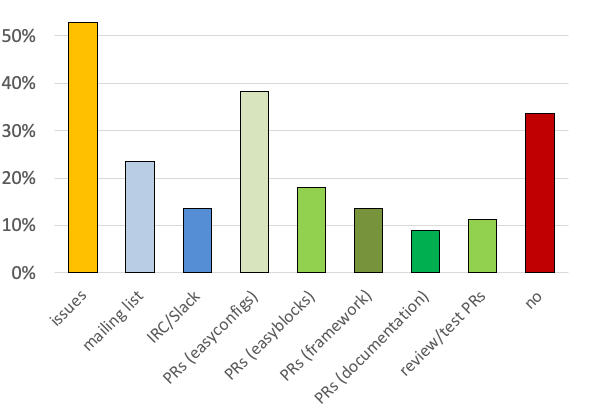 50%
40%
30%
20%
10%
0%
issues
mailing list
IRC/Slack
PRs (easyconfigs)
PRs (easyblocks)
PRs (framework)
PRs (documentation)
review/test PRs
no